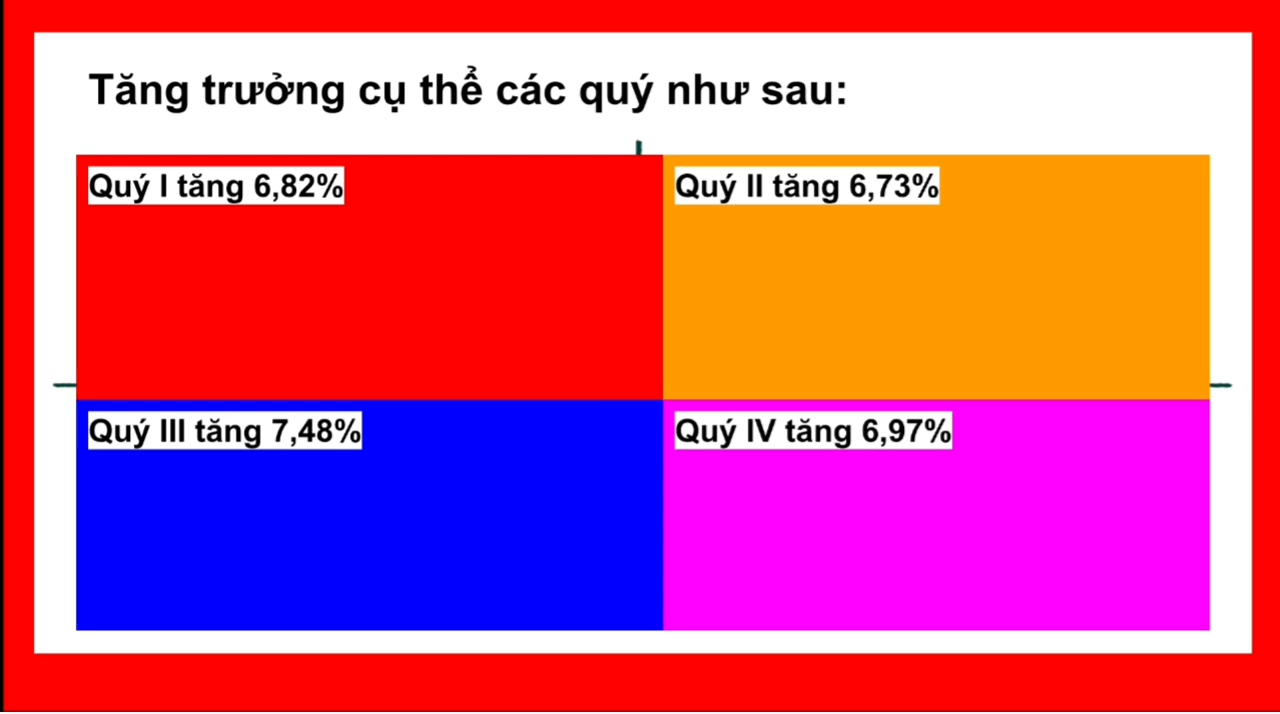 Tăng trưởng cụ thể các quý như sau:
Quý I tăng 6,82%
Quý II tăng 6,73%
Quý III tăng 7,48%
Quý IV tăng 6,97%